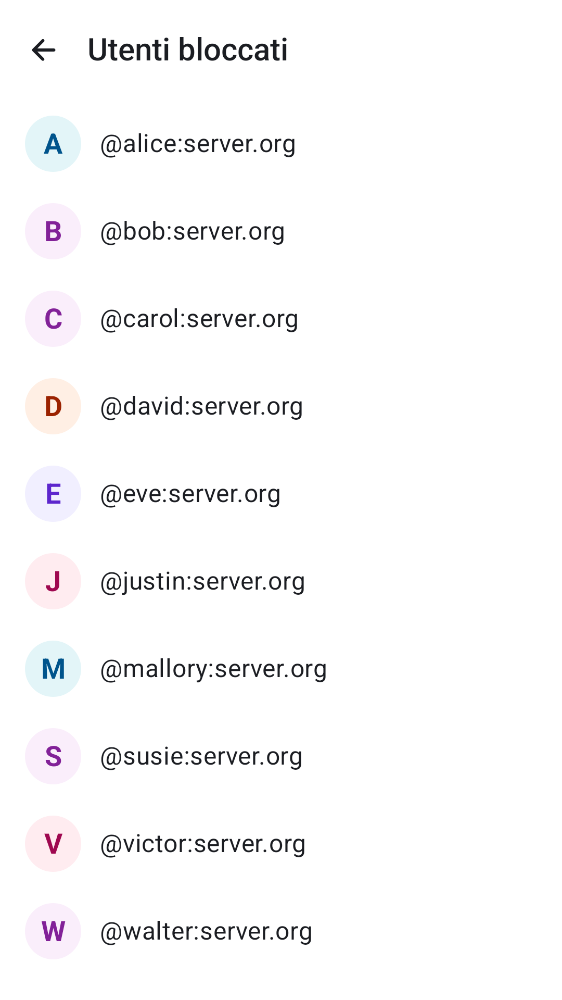 Utenti bloccati
A @alice:server.org
B @bob:server.org
C @carol:server.org
D @david:server.org
E @eve:server.org
J @justin:server.org
M @mallory:server.org
S @susie:server.org
V @victor:server.org
W @walter:server.org